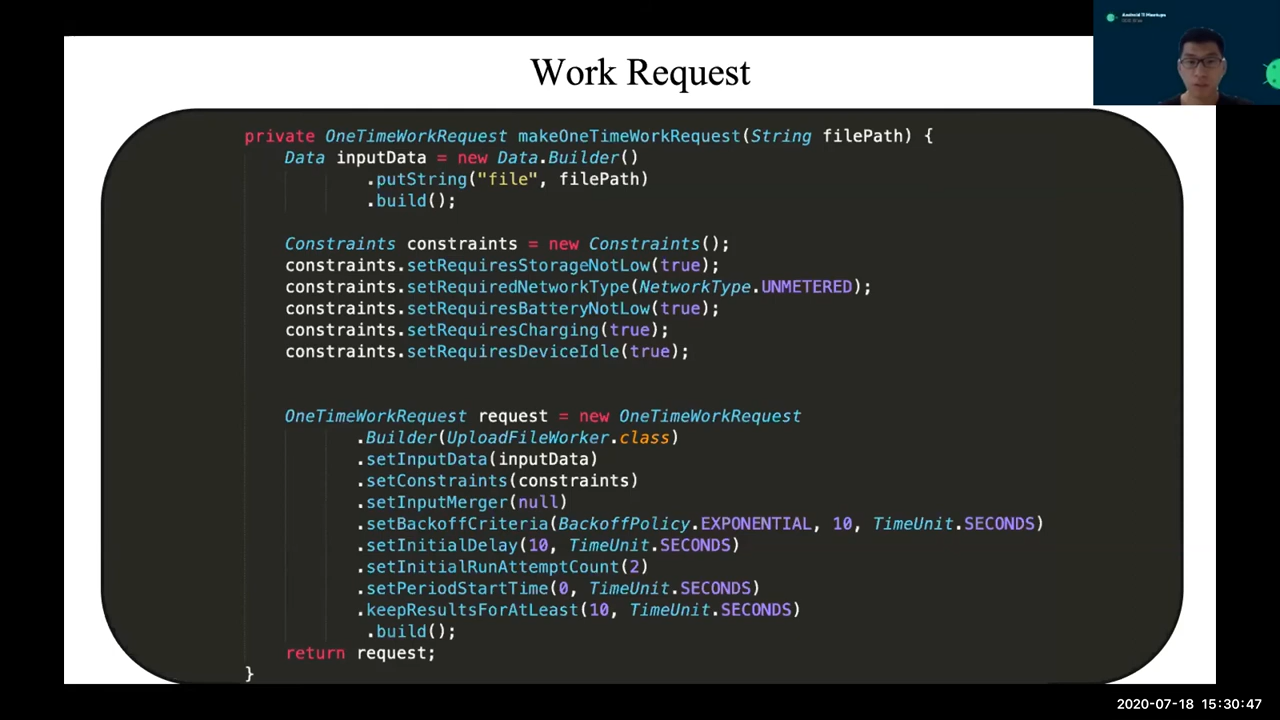 Work Request
Android 11 Meetups
private OneTimeWorkRequest makeOneTimeWorkRequest(String filePath) {
Data inputData = new Data.Builder()
.putString("file", filePath)
.build();
Constraints constraints = new Constraints();
constraints.setRequiresStorageNotLow(true);
constraints.setRequiredNetworkType(NetworkType.UNMETERED);
constraints.setRequiresBatteryNotLow(true);
constraints.setRequiresCharging(true);
constraints.setRequiresDeviceIdle(true);
OneTimeWorkRequest request = new OneTimeWorkRequest
.Builder(UploadFileWorker.class)
.setInputData(inputData)
.setConstraints(constraints)
.setInputMerger(null)
.setBackoffCriteria(BackoffPolicy.EXPONENTIAL, 10, TimeUnit.SECONDS)
.setInitialDelay(10, TimeUnit.SECONDS)
.setInitialRunAttemptCount(2)
.setPeriodStartTime(0, TimeUnit.SECONDS)
.keepResultsForAtLeast(10, TimeUnit.SECONDS)
.build();
return request;
}
2020-07-18 15:30:47